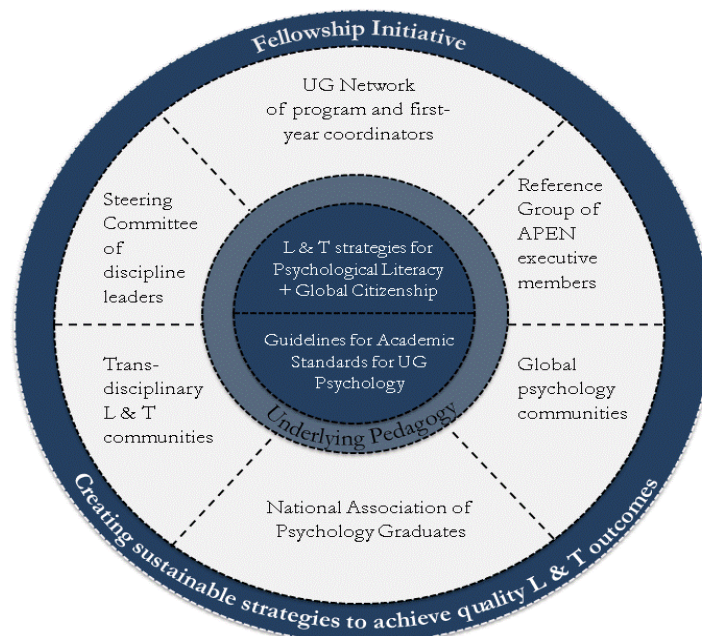 Fellowship Initiative
UG Network
of program and first-
year coordinators
Steering
Committee
of
discipline
leaders
Reference
Group of
APEN
executive
members
L & T strategies for
Psychological Literacy
+ Global Citizenship
Guidelines for Academic
Standards for UG
Psychology
Trans-
disciplinary
L & T
communities
Global
psychology
communities
Underlying Pedagogy
National Association of
Psychology Graduates
Creating sustainable strategies to achieve quality L & T outcomes